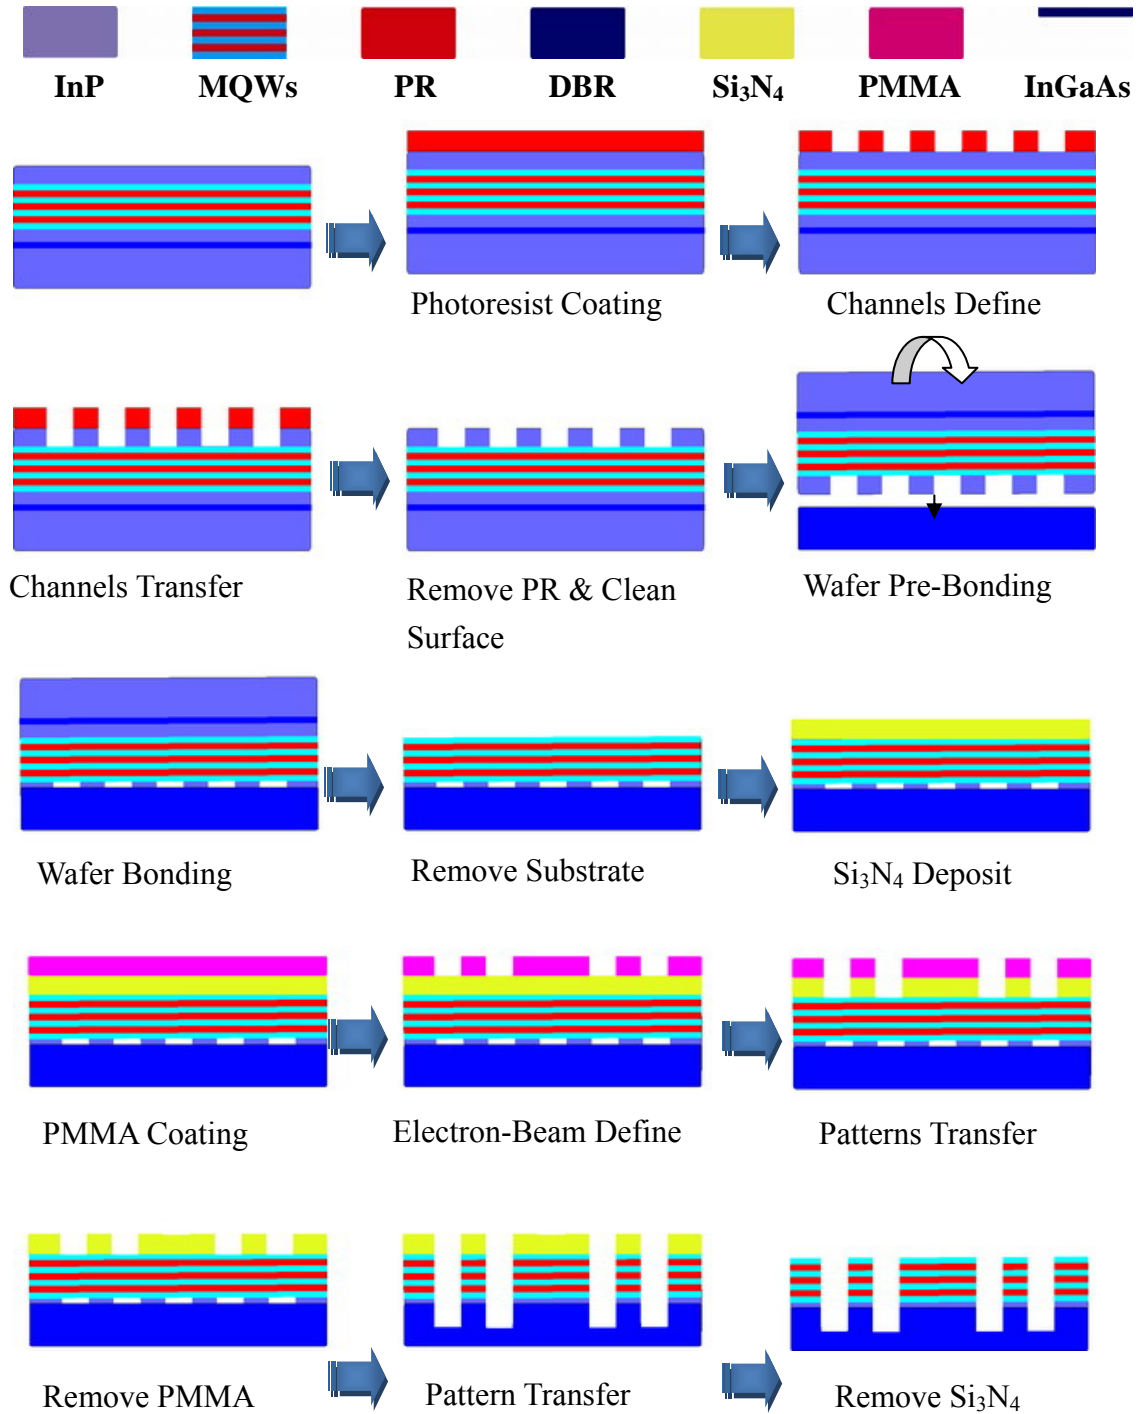 InP MQWs PR DBR Si₃N₄ PMMA InGaAs
Photoresist Coating
Channels Define
Channels Transfer
Remove PR & Clean
Surface
Wafer Pre-Bonding
Wafer Bonding
Remove Substrate
Si₃N₄ Deposit
PMMA Coating
Electron-Beam Define
Patterns Transfer
Remove PMMA
Pattern Transfer
Remove Si₃N₄